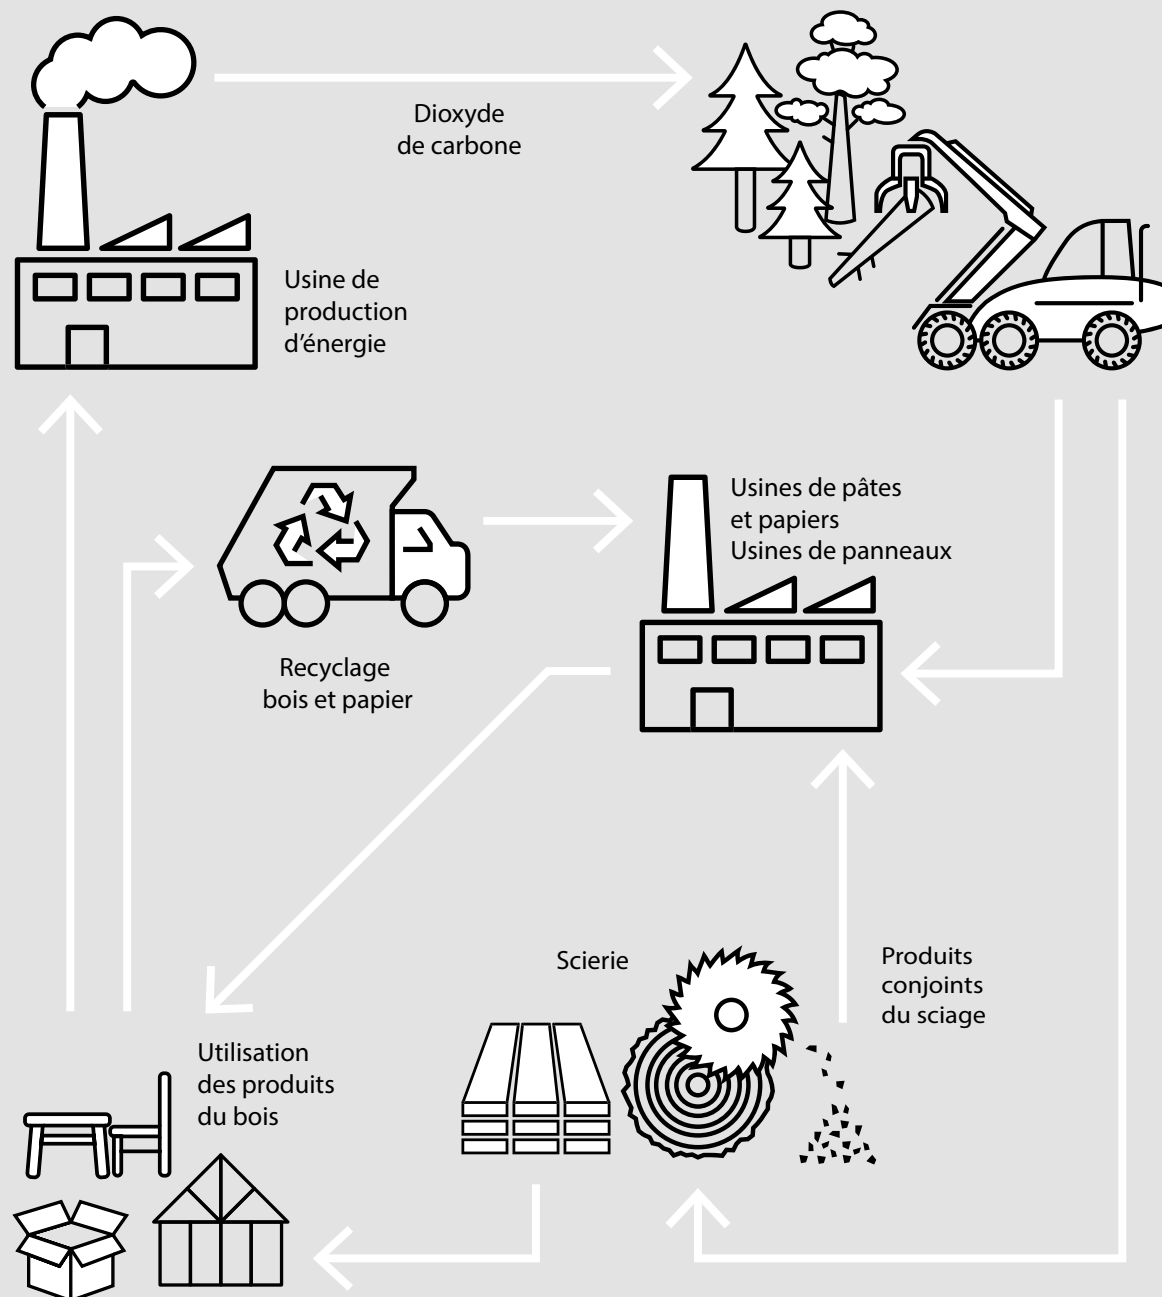 Dioxyde
de carbone
Usine de
production
d’énergie
Usines de pâtes
et papiers
Usines de panneaux
Recyclage
bois et papier
Scierie
Produits
conjoints
du sciage
Utilisation
des produits
du bois